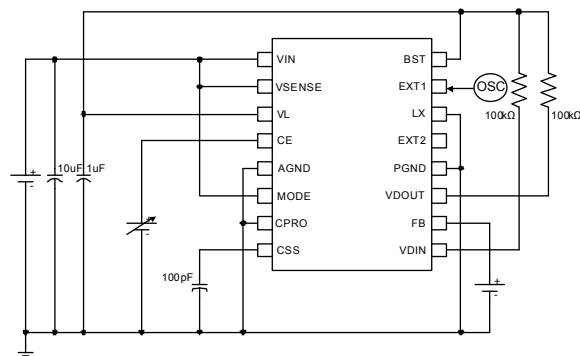 VIN
BST
VSENSE
EXT1
OSC
VL
LX
100kΩ
100kΩ
CE
EXT2
10uF
1uF
AGND
PGND
MODE
VDOUT
CPRO
FB
CSS
VDIN
100pF
+
-
+
-
+
-